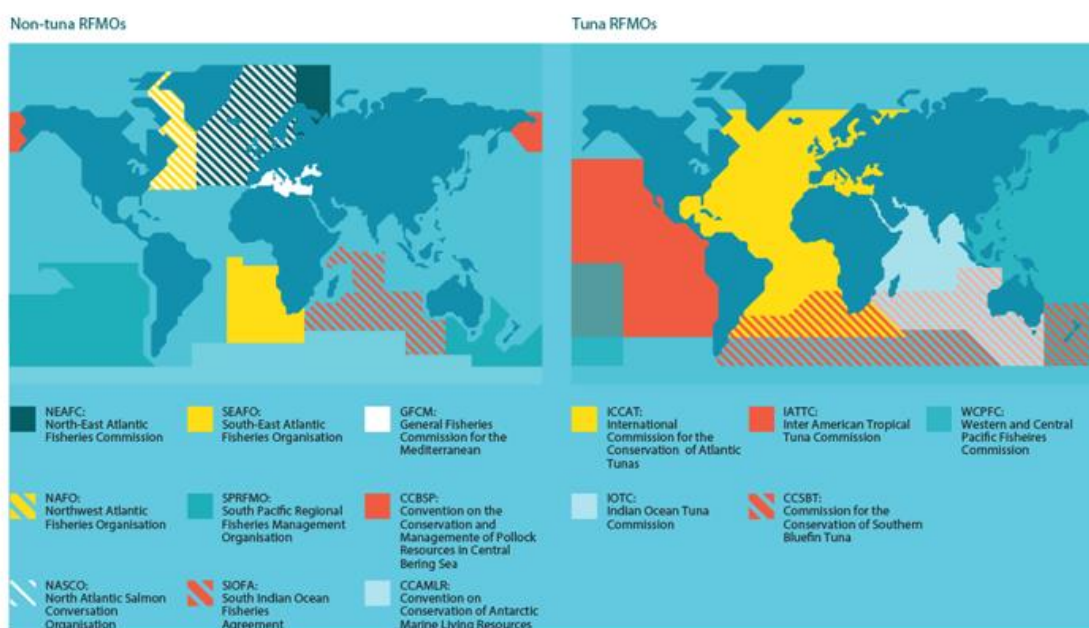 Non-tuna RFMOs
Tuna RFMOs
NEAFC:
North-East Atlantic
Fisheries Commission
SEAFO:
South-East Atlantic
Fisheries Organisation
GFCM:
General Fisheries
Commission for the
Mediterranean
NAFO:
Northwest Atlantic
Fisheries Organisation
SPRFMO:
South Pacific Regional
Fisheries Management
Organisation
CCBSP:
Convention on the
Conservation and
Managemente of Pollock
Resources in Central
Bering Sea
NASCO:
North Atlantic Salmon
Conversation
Organisation
SIOFA:
South Indian Ocean
Fisheries
Agreement
CCAMLR:
Convention on
Conservation of Antarctic
Marine Living Resources
ICCAT:
International
Commission for the
Conservation of Atlantic
Tunas
IATTC:
Inter American Tropical
Tuna Commission
WCPFC:
Western and Central
Pacific Fisheires
Commission
IOTC:
Indian Ocean Tuna
Commission
CCSBT:
Commission for the
Conservation of Southern
Bluefin Tuna